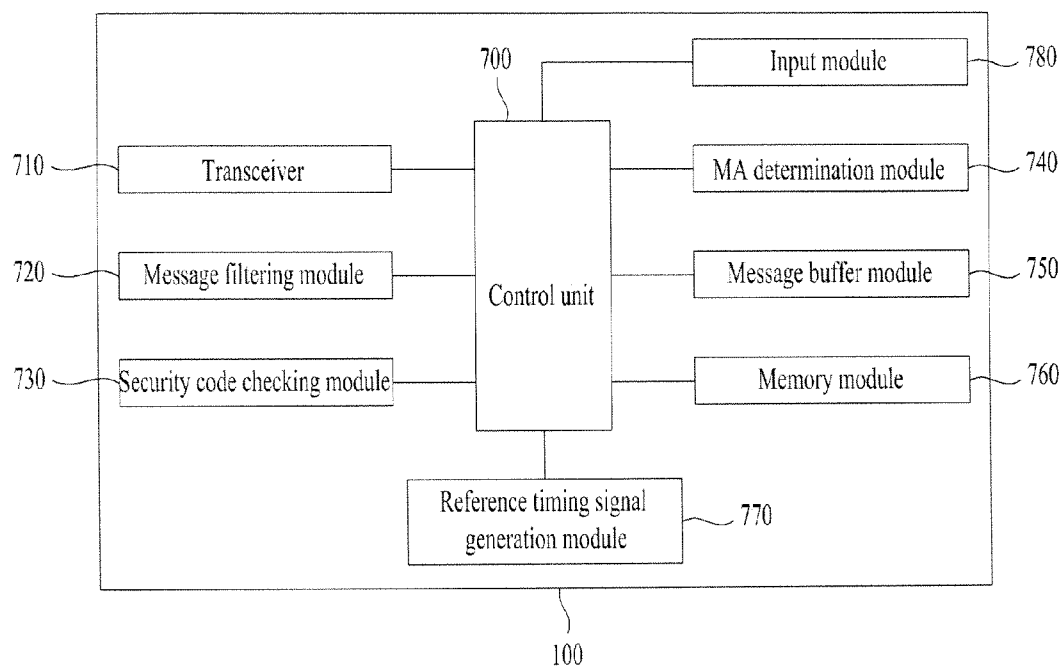 700
Input module
780
710
Transceiver
MA determination module
740
720
Message filtering module
Control unit
Message buffer module
750
730
Security code checking module
Memory module
760
Reference timing signal
generation module
770
100